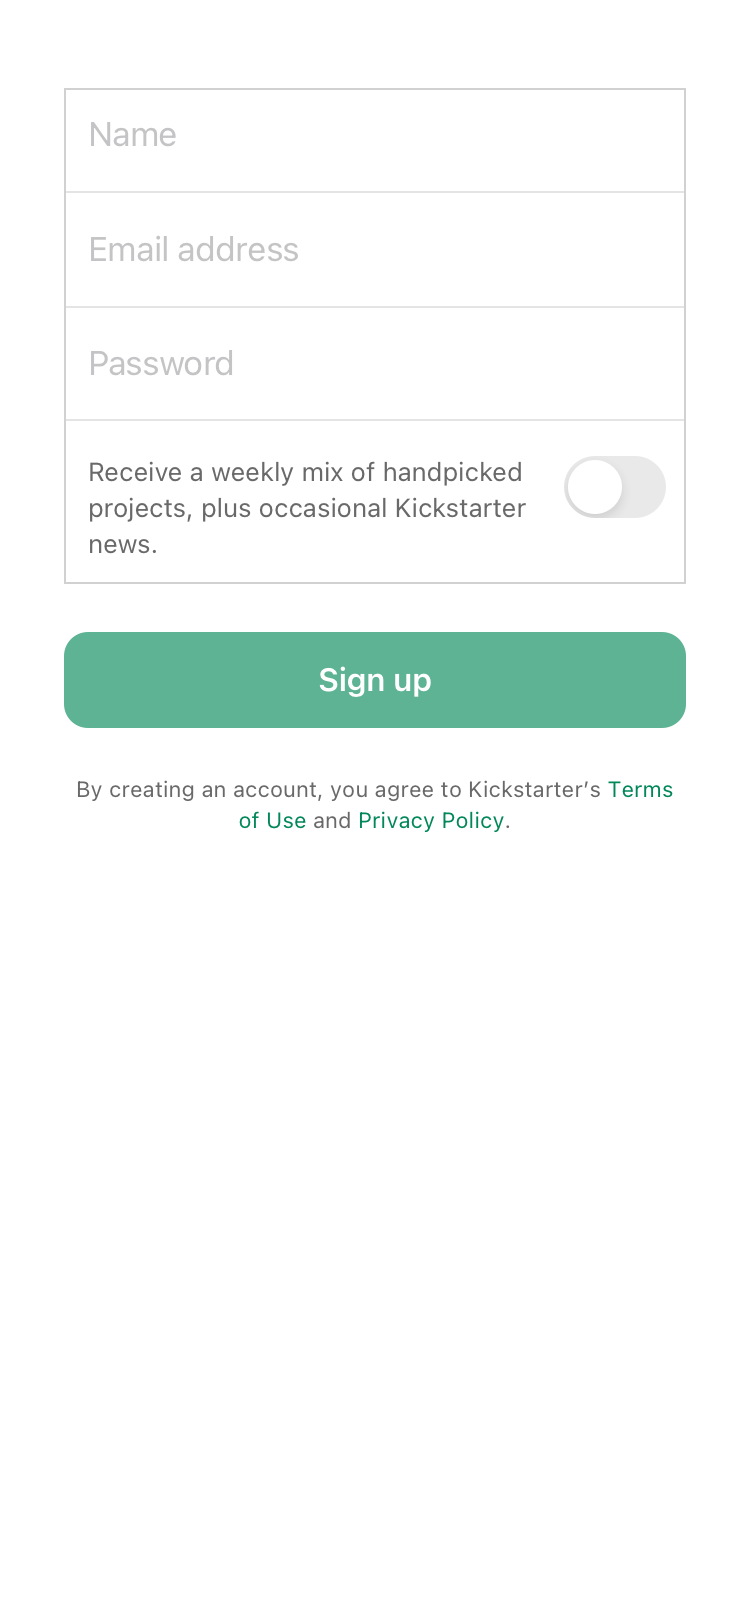 Name
Email address
Password
Receive a weekly mix of handpicked
projects, plus occasional Kickstarter
news.
Sign up
By creating an account, you agree to Kickstarter’s Terms
of Use and Privacy Policy.